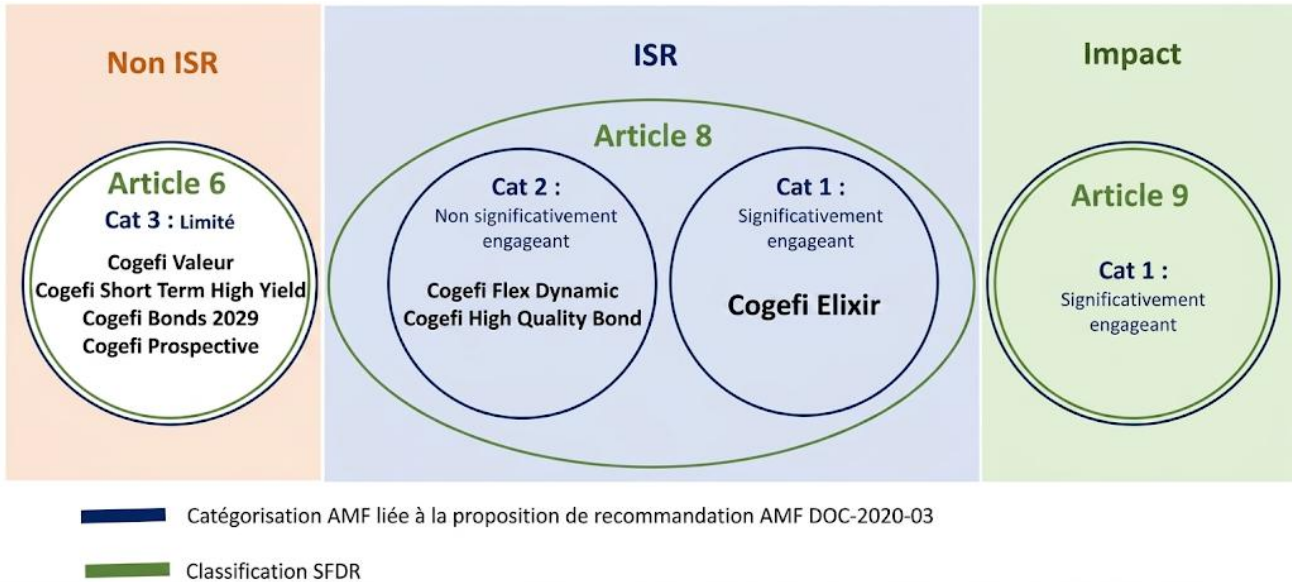 Non ISR
Article 6
Cat 3 : Limité
Cogefi Valeur
Cogefi Short Term High Yield
Cogefi Bonds 2029
Cogefi Prospective
ISR
Article 8
Cat 2 :
Non significativement
engageant
Cogefi Flex Dynamic
Cogefi High Quality Bond
Cat 1 :
Significativement
engageant
Cogefi Elixir
Impact
Article 9
Cat 1 :
Significativement
engageant
Catégorisation AMF liée à la proposition de recommandation AMF DOC-2020-03
Classification SFDR